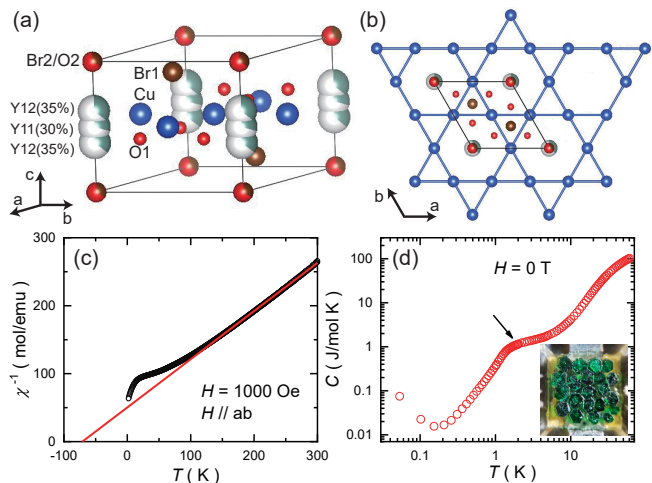 (a)
Br2/O2
Br1
Cu
Y12(35%)
Y11(30%)
Y12(35%)
O1
c
a
b
(b)
b
a
(c)
300
200
100
0
-100
0
100
200
300
χ⁻¹ ( mol/emu )
T ( K )
H = 1000 Oe
H // ab
(d)
H = 0 T
100
10
1
0.1
0.01
0.1
1
10
C ( J/mol K )
T ( K )